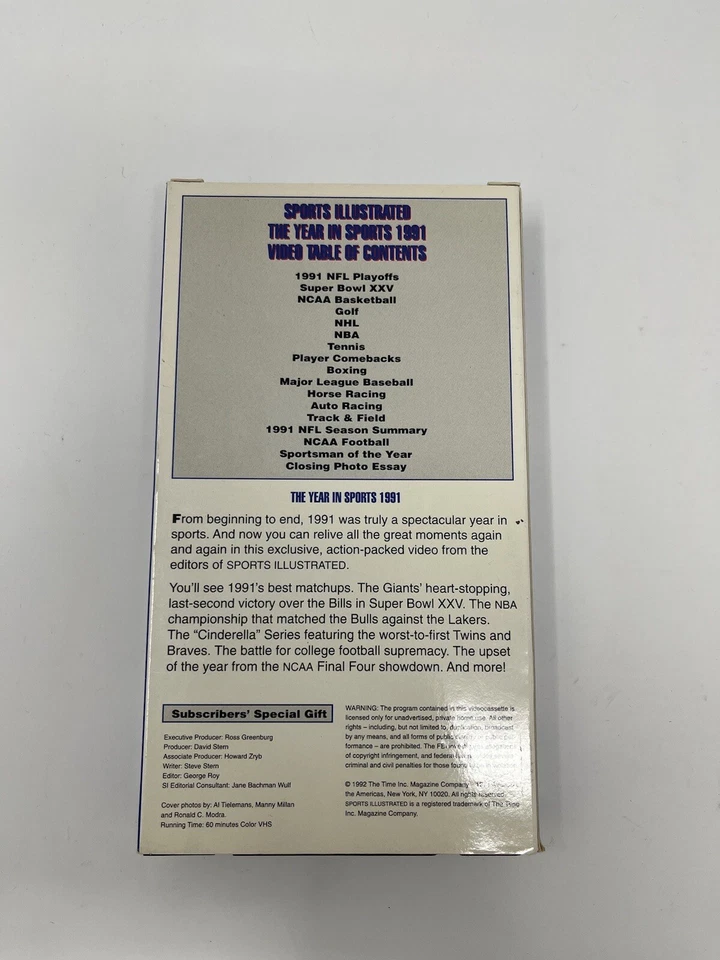 SPORTS ILLUSTRATED
THE YEAR IN SPORTS 1991
VIDEO TABLE OF CONTENTS
1991 NFL Playoffs
Super Bowl XXV
NCAA Basketball
Golf
NHL
NBA
Tennis
Player Comebacks
Boxing
Major League Baseball
Horse Racing
Auto Racing
Track & Field
1991 NFL Season Summary
NCAA Football
Sportsman of the Year
Closing Photo Essay
THE YEAR IN SPORTS 1991
From beginning to end, 1991 was truly a spectacular year in
sports. And now you can relive all the great moments again
and again in this exclusive, action-packed video from the
editors of SPORTS ILLUSTRATED.
You'll see 1991's best matchups. The Giants' heart-stopping,
last-second victory over the Bills in Super Bowl XXV. The NBA
championship that matched the Bulls against the Lakers.
The "Cinderella" Series featuring the worst-to-first Twins and
Braves. The battle for college football supremacy. The upset
of the year from the NCAA Final Four showdown. And more!
Subscribers' Special Gift
Executive Producer: Ross Greenburg
Producer: David Stern
Associate Producer: Howard Zryb
Writer: Steve Stern
Editor: George Roy
SI Editorial Consultant: Jane Bachman Wulf
Cover photos by: Al Tielemans, Manny Millan
and Ronald C. Modra.
Running Time: 60 minutes Color VHS
WARNING: The program contained in this videocassette is
licensed only for unadvertised, private home use. All other
rights – including, but not limited to, duplication, broadcast
by any means, and all forms of public
formance – are prohibited. The FBI
of copyright infringement, and federal
criminal and civil penalties for those found
© 1992 The Time Inc. Magazine Company
the Americas, New York, NY 10020. All rights reserved.
SPORTS ILLUSTRATED is a registered trademark of The Time
Inc. Magazine Company.